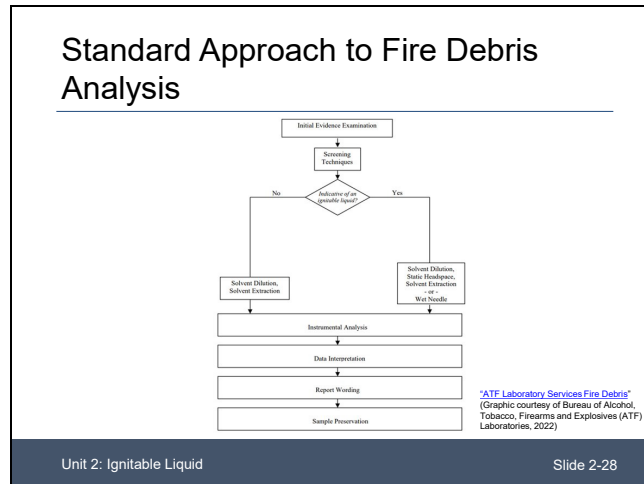 Standard Approach to Fire Debris
Analysis
Initial Evidence Examination
Screening
Techniques
No
Indicative of an
ignitable liquid?
Yes
Solvent Dilution,
Solvent Extraction
Solvent Dilution,
Static Headspace,
Solvent Extraction
- or -
Wet Needle
Instrumental Analysis
Data Interpretation
Report Wording
Sample Preservation
"ATF Laboratory Services Fire Debris"
(Graphic courtesy of Bureau of Alcohol,
Tobacco, Firearms and Explosives (ATF)
Laboratories, 2022)
Unit 2: Ignitable Liquid
Slide 2-28